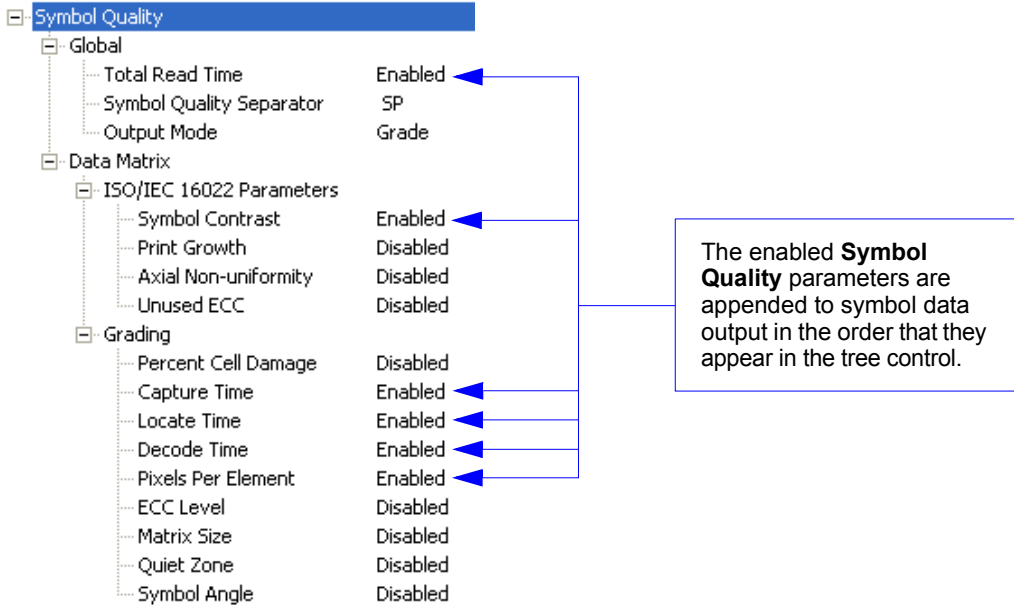 Symbol Quality
Global
Total Read Time Enabled
Symbol Quality Separator SP
Output Mode Grade
Data Matrix
ISO/IEC 16022 Parameters
Symbol Contrast Enabled
Print Growth Disabled
Axial Non-uniformity Disabled
Unused ECC Disabled
Grading
Percent Cell Damage Disabled
Capture Time Enabled
Locate Time Enabled
Decode Time Enabled
Pixels Per Element Enabled
ECC Level Disabled
Matrix Size Disabled
Quiet Zone Disabled
Symbol Angle Disabled
The enabled Symbol
Quality parameters are
appended to symbol data
output in the order that they
appear in the tree control.